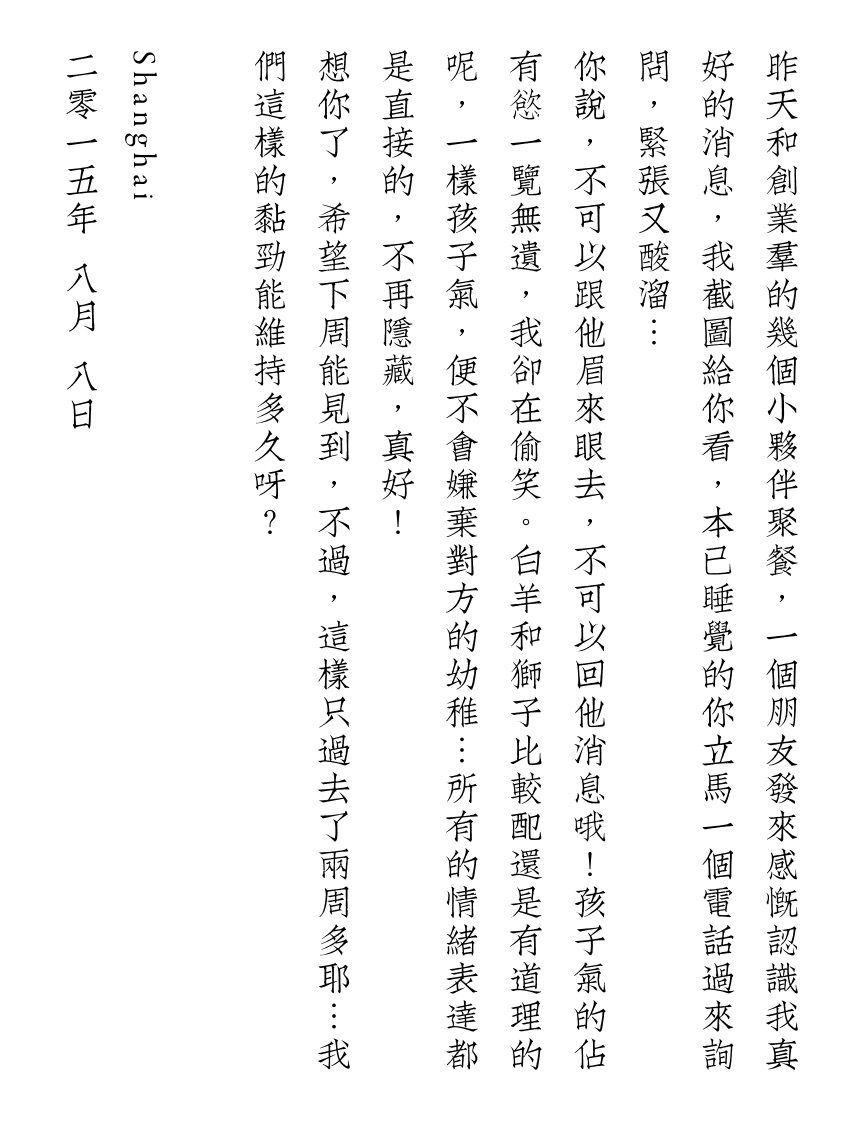 昨天和創業羣的幾個小夥伴聚餐，一個朋友發來感慨認識我真
好的消息，我截圖給你看，本已睡覺的你立馬一個電話過來詢
問，緊張又酸溜…
你說，不可以跟他眉來眼去，不可以回他消息哦！孩子氣的佔
有慾一覽無遺，我卻在偷笑。白羊和獅子比較配還是有道理的
呢，一樣孩子氣，便不會嫌棄對方的幼稚…所有的情緒表達都
是直接的，不再隱藏，真好！
想你了，希望下周能見到，不過，這樣只過去了兩周多耶…我
們這樣的黏勁能維持多久呀？
Shanghai
二零一五年 八月 八日